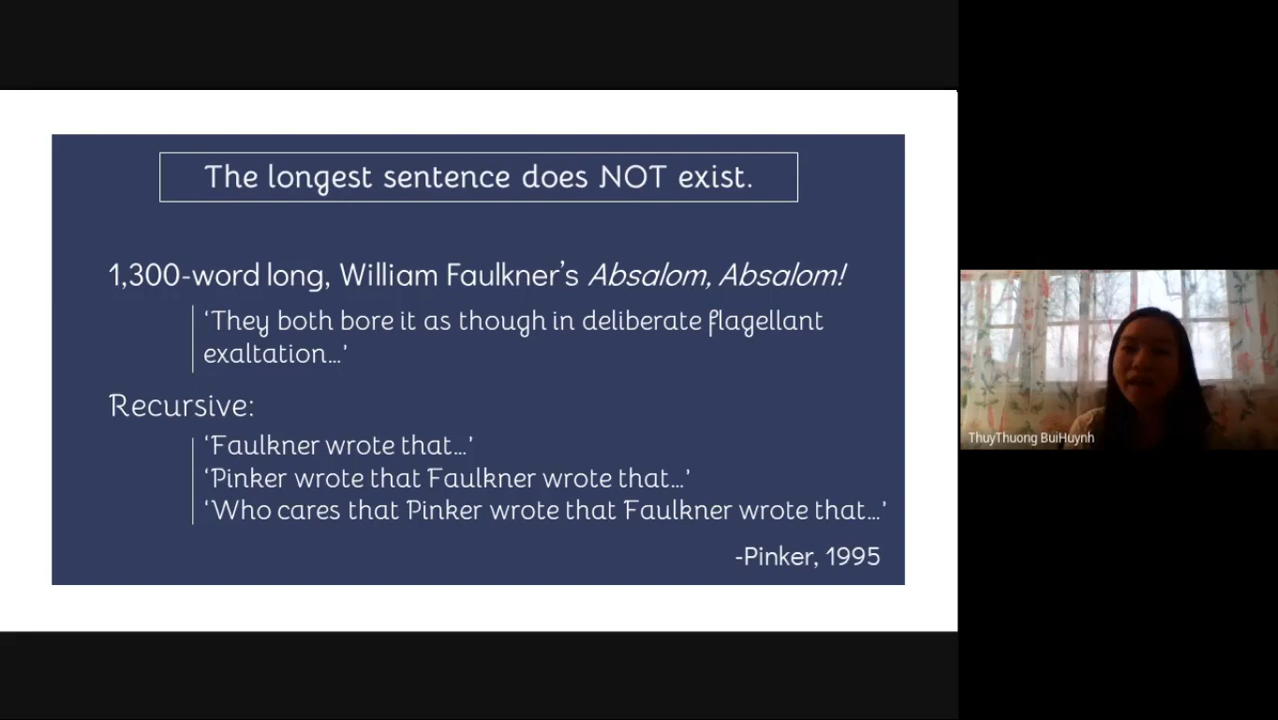 The longest sentence does NOT exist.
1,300-word long, William Faulkner's Absalom, Absalom!
'They both bore it as though in deliberate flagellant
exaltation...'
Recursive:
'Faulkner wrote that...'
'Pinker wrote that Faulkner wrote that...'
'Who cares that Pinker wrote that Faulkner wrote that...'
-Pinker, 1995
ThuyThuong BuiHuynh